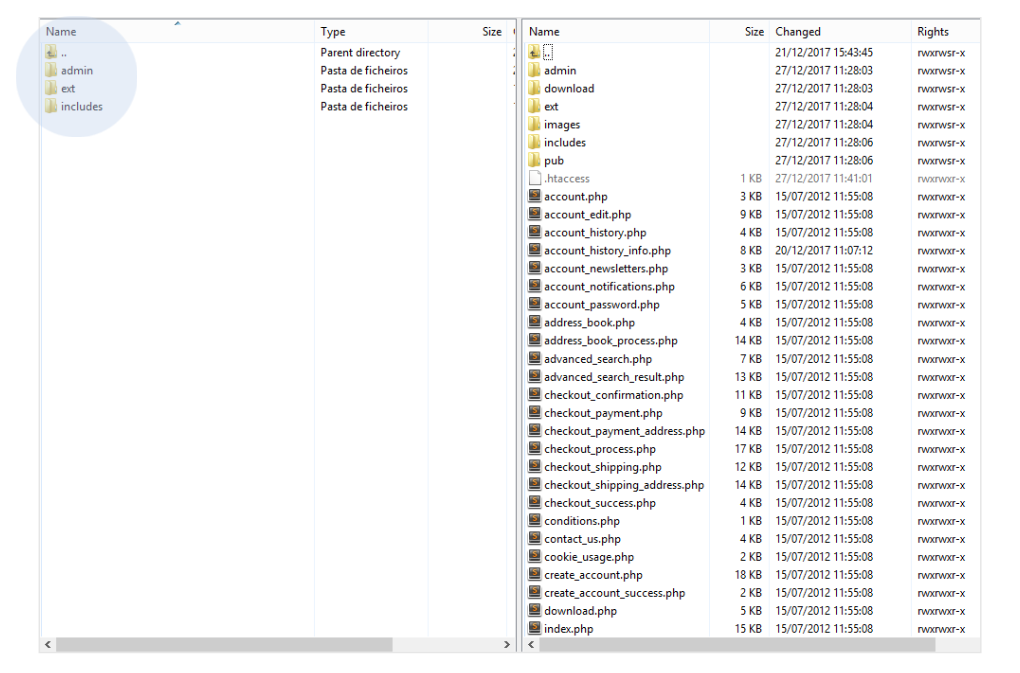 Name Type Size
.. Parent directory
admin Pasta de ficheiros
ext Pasta de ficheiros
includes Pasta de ficheiros
Name Size Changed Rights
.. 21/12/2017 15:43:45 rwxrwsr-x
admin 27/12/2017 11:28:03 rwxrwsr-x
download 27/12/2017 11:28:03 rwxrwsr-x
ext 27/12/2017 11:28:04 rwxrwsr-x
images 27/12/2017 11:28:04 rwxrwsr-x
includes 27/12/2017 11:28:06 rwxrwsr-x
pub 27/12/2017 11:28:06 rwxrwsr-x
.htaccess 1 KB 27/12/2017 11:41:01 rwxrwxr-x
account.php 3 KB 15/07/2012 11:55:08 rwxrwxr-x
account_edit.php 9 KB 15/07/2012 11:55:08 rwxrwxr-x
account_history.php 4 KB 15/07/2012 11:55:08 rwxrwxr-x
account_history_info.php 8 KB 20/12/2017 11:07:12 rwxrwxr-x
account_newsletters.php 3 KB 15/07/2012 11:55:08 rwxrwxr-x
account_notifications.php 6 KB 15/07/2012 11:55:08 rwxrwxr-x
account_password.php 5 KB 15/07/2012 11:55:08 rwxrwxr-x
address_book.php 4 KB 15/07/2012 11:55:08 rwxrwxr-x
address_book_process.php 14 KB 15/07/2012 11:55:08 rwxrwxr-x
advanced_search.php 7 KB 15/07/2012 11:55:08 rwxrwxr-x
advanced_search_result.php 13 KB 15/07/2012 11:55:08 rwxrwxr-x
checkout_confirmation.php 11 KB 15/07/2012 11:55:08 rwxrwxr-x
checkout_payment.php 9 KB 15/07/2012 11:55:08 rwxrwxr-x
checkout_payment_address.php 14 KB 15/07/2012 11:55:08 rwxrwxr-x
checkout_process.php 17 KB 15/07/2012 11:55:08 rwxrwxr-x
checkout_shipping.php 12 KB 15/07/2012 11:55:08 rwxrwxr-x
checkout_shipping_address.php 14 KB 15/07/2012 11:55:08 rwxrwxr-x
checkout_success.php 4 KB 15/07/2012 11:55:08 rwxrwxr-x
conditions.php 1 KB 15/07/2012 11:55:08 rwxrwxr-x
contact_us.php 4 KB 15/07/2012 11:55:08 rwxrwxr-x
cookie_usage.php 2 KB 15/07/2012 11:55:08 rwxrwxr-x
create_account.php 18 KB 15/07/2012 11:55:08 rwxrwxr-x
create_account_success.php 2 KB 15/07/2012 11:55:08 rwxrwxr-x
download.php 5 KB 15/07/2012 11:55:08 rwxrwxr-x
index.php 15 KB 15/07/2012 11:55:08 rwxrwxr-x